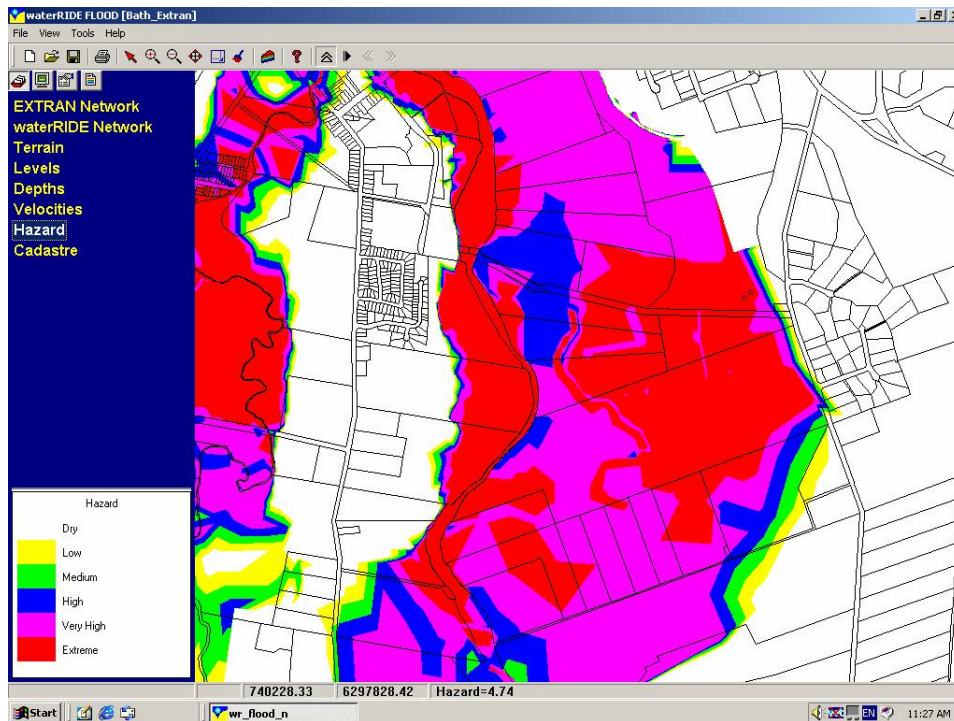 waterRIDE FLOOD [Bath_Extran]
File View Tools Help
EXTRAN Network
waterRIDE Network
Terrain
Levels
Depths
Velocities
Hazard
Cadastre
Hazard
Dry
Low
Medium
High
Very High
Extreme
740228.33 6297828.42 Hazard=4.74
Start wr_flood_n EN 11:27 AM